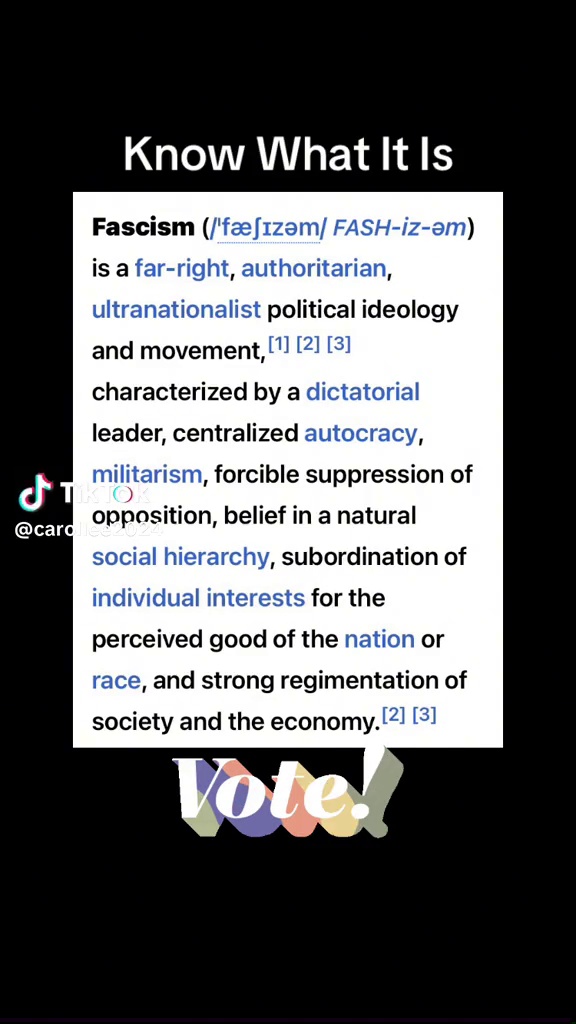 Know What It Is
Fascism (/ˈfæʃɪzəm/ FASH-iz-əm)
is a far-right, authoritarian,
ultranationalist political ideology
and movement,[1] [2] [3]
characterized by a dictatorial
leader, centralized autocracy,
militarism, forcible suppression of
TikTok
opposition, belief in a natural
social hierarchy, subordination of
individual interests for the
perceived good of the nation or
race, and strong regimentation of
society and the economy.[2] [3]
Vote!